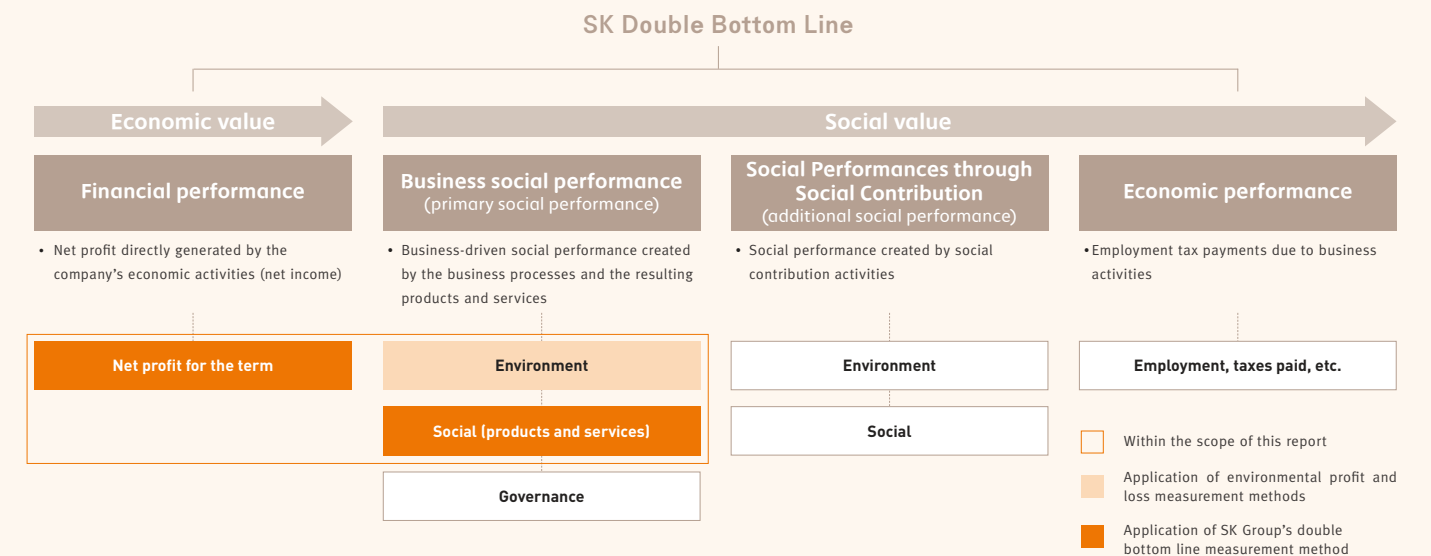 SK Double Bottom Line
Economic value
Social value
Financial performance
Business social performance
(primary social performance)
Social Performances through
Social Contribution
(additional social performance)
Economic performance
• Net profit directly generated by the
company's economic activities (net income)
• Business-driven social performance created
by the business processes and the resulting
products and services
• Social performance created by social
contribution activities
• Employment tax payments due to business
activities
Net profit for the term
Environment
Environment
Employment, taxes paid, etc.
Social (products and services)
Social
Governance
Within the scope of this report
Application of environmental profit and
loss measurement methods
Application of SK Group's double
bottom line measurement method